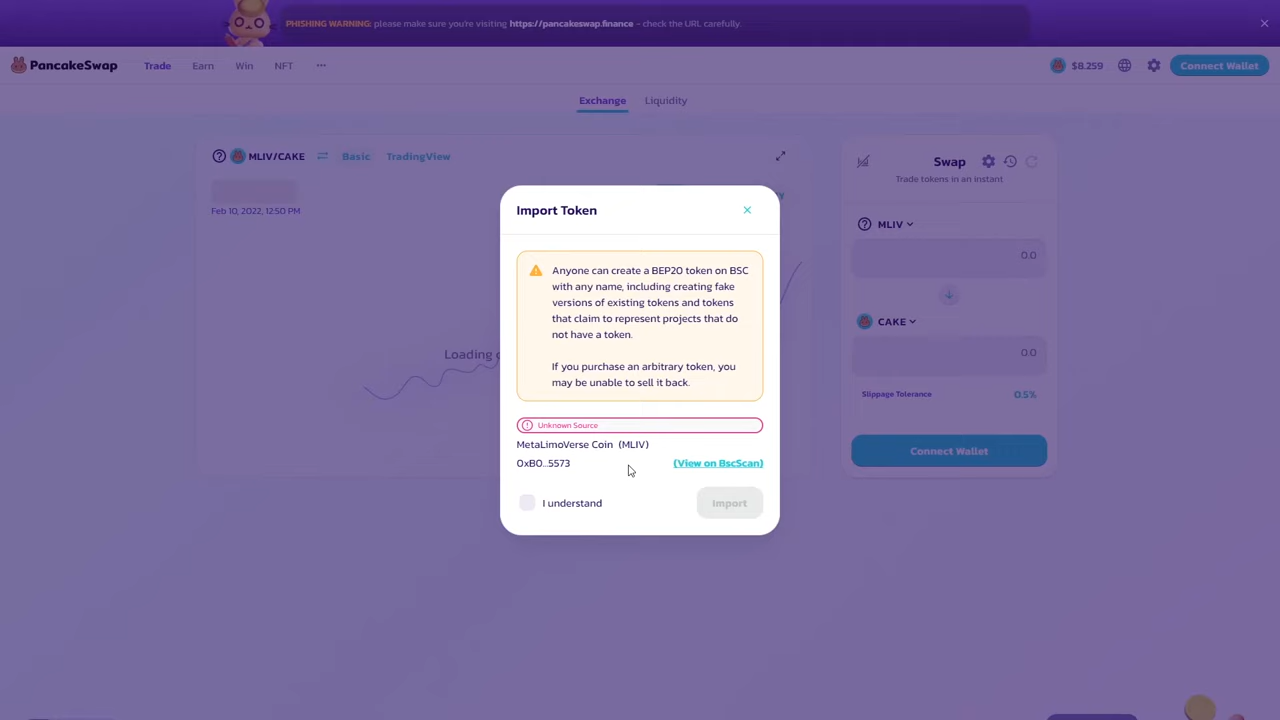 PHISHING WARNING: please make sure you're visiting https://pancakeswap.finance - check the URL carefully.
PancakeSwap Trade Earn Win NFT ... $8.259 Connect Wallet
Exchange Liquidity
MLIV/CAKE Basic TradingView
Feb 10, 2022, 12:50 PM
Loading
Import Token
Anyone can create a BEP20 token on BSC
with any name, including creating fake
versions of existing tokens and tokens
that claim to represent projects that do
not have a token.
If you purchase an arbitrary token, you
may be unable to sell it back.
Unknown Source
MetaLimoVerse Coin (MLIV)
0xB0...5573 (View on BscScan)
I understand Import
Swap
Trade tokens in an instant
MLIV
0.0
CAKE
0.0
Slippage Tolerance 0.5%
Connect Wallet